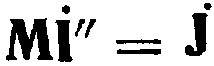 Mİ″ = J̇